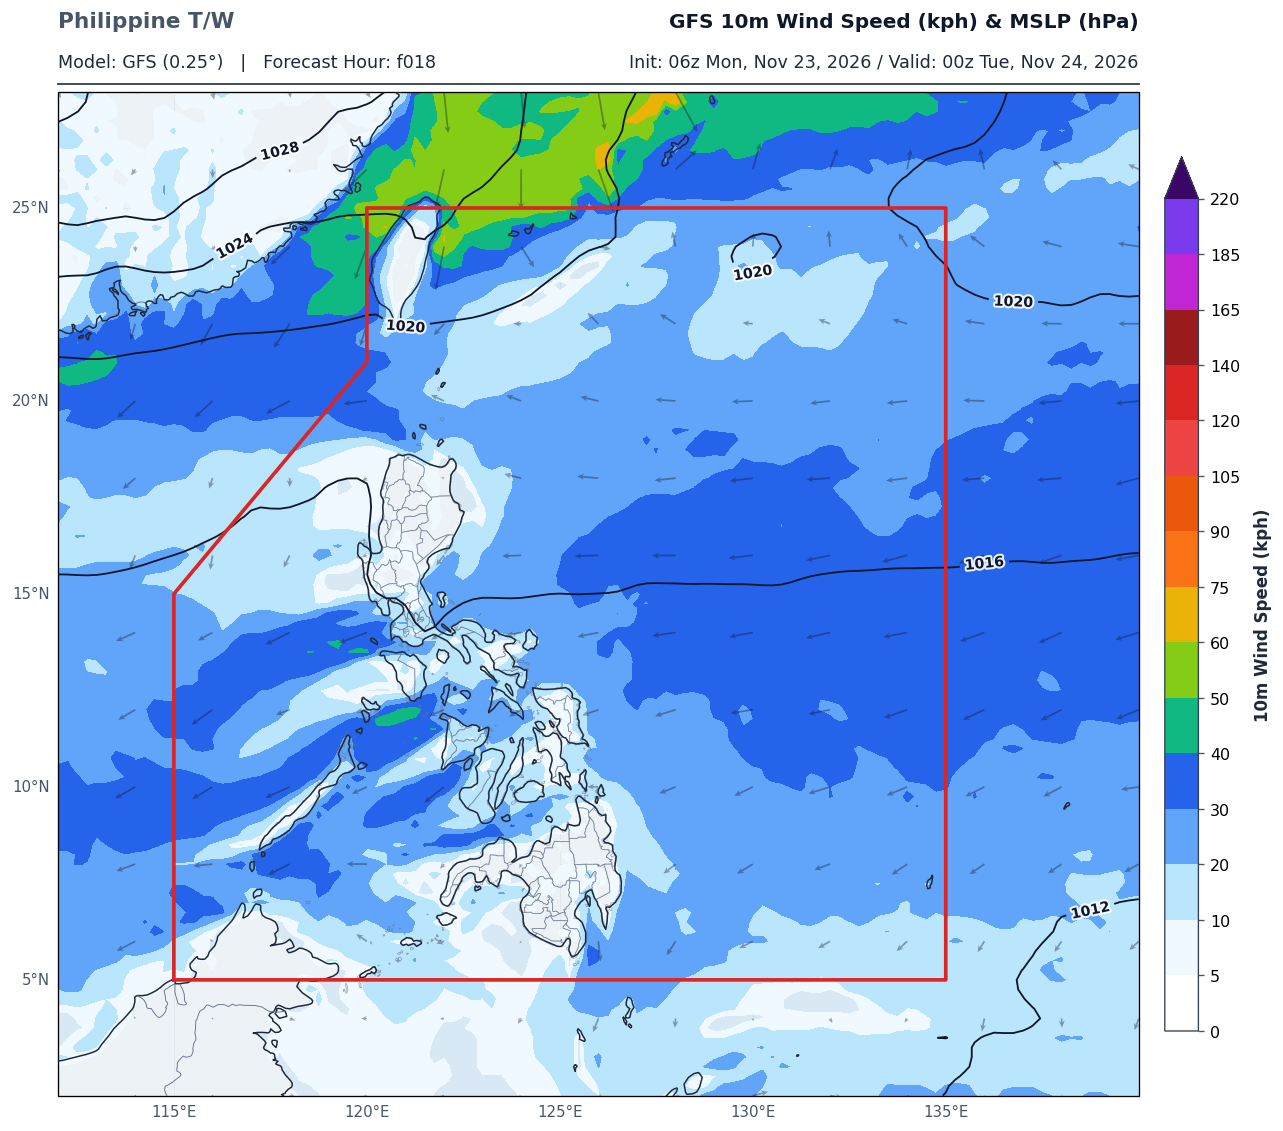 Philippine T/W
GFS 10m Wind Speed (kph) & MSLP (hPa)
Model: GFS (0.25°)   |   Forecast Hour: f018
Init: 06z Mon, Nov 23, 2026 / Valid: 00z Tue, Nov 24, 2026
1028
1024
1020
1020
1020
1016
1012
25°N
20°N
15°N
10°N
5°N
115°E
120°E
125°E
130°E
135°E
220
185
165
140
120
105
90
75
60
50
40
30
20
10
5
0
10m Wind Speed (kph)